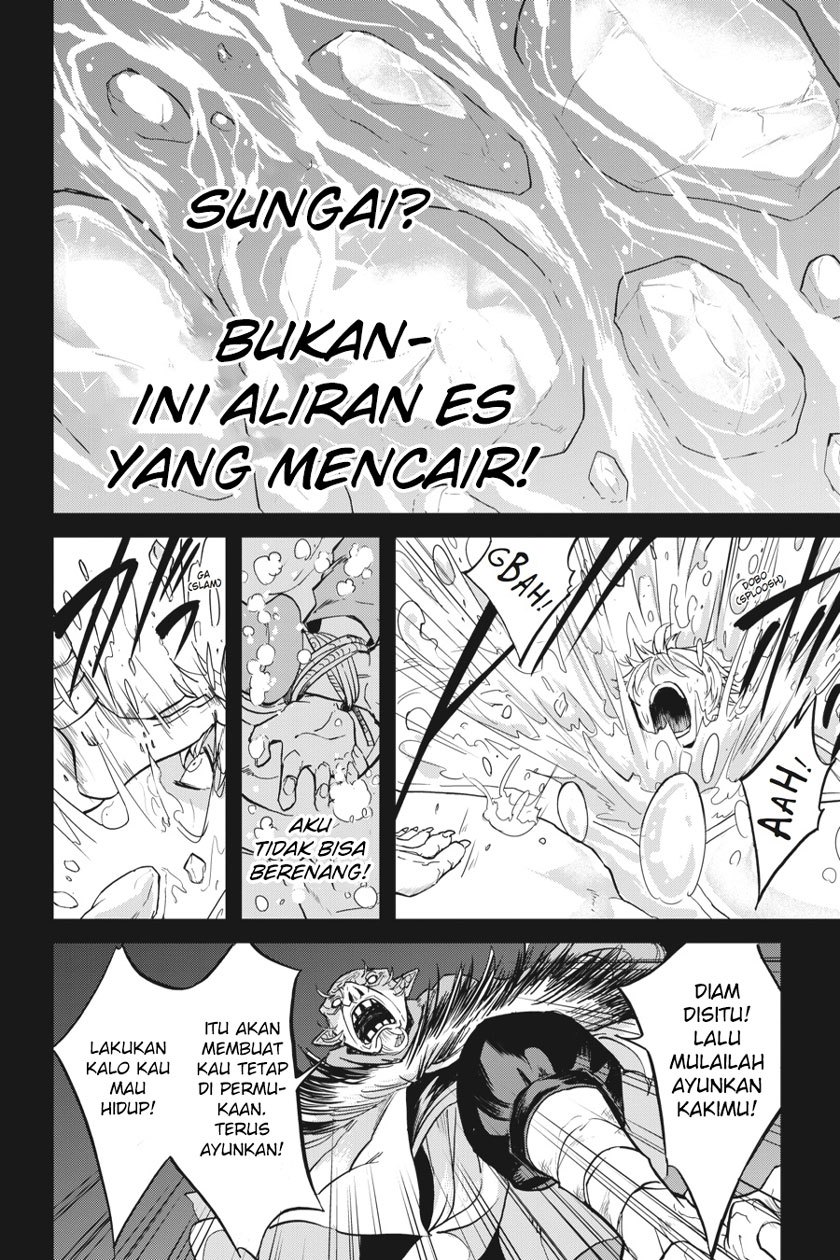 SUNGAI?
BUKAN-
INI ALIRAN ES
YANG MENCAIR!
DOBO
(SPLOOSH)
GBAH!
AAH!
AKU
TIDAK BISA
BERENANG!
GA
(SLAM)
DIAM
DISITU!
LALU
MULAILAH
AYUNKAN
KAKIMU!
ITU AKAN
MEMBUAT
KAU TETAP
DI PERMU-
KAAN.
TERUS
AYUNKAN!
LAKUKAN
KALO KAU
MAU
HIDUP!